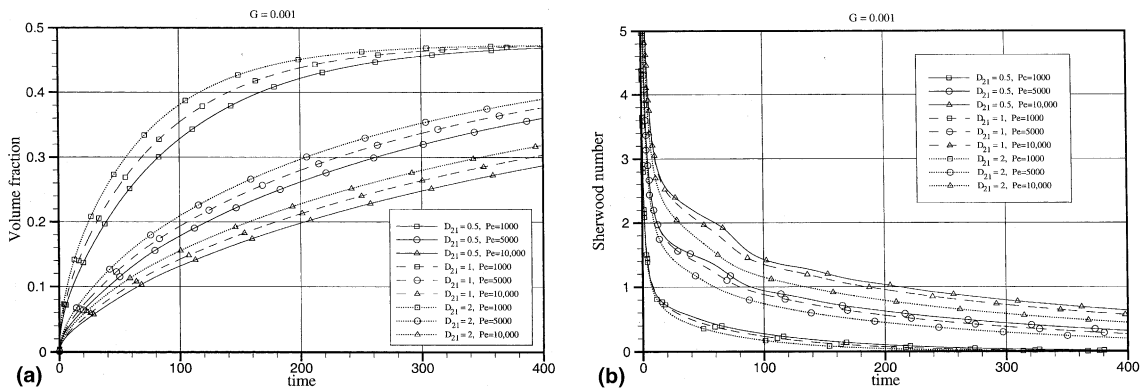 G = 0.001
Volume fraction
0.5
0.4
0.3
0.2
0.1
0
0 100 200 300 400
time
(a)
D21 = 0.5, Pe=1000
D21 = 0.5, Pe=5000
D21 = 0.5, Pe=10,000
D21 = 1, Pe=1000
D21 = 1, Pe=5000
D21 = 1, Pe=10,000
D21 = 2, Pe=1000
D21 = 2, Pe=5000
D21 = 2, Pe=10,000
G = 0.001
Sherwood number
5
4
3
2
1
0
0 100 200 300 400
time
(b)
D21 = 0.5, Pe=1000
D21 = 0.5, Pe=5000
D21 = 0.5, Pe=10,000
D21 = 1, Pe=1000
D21 = 1, Pe=5000
D21 = 1, Pe=10,000
D21 = 2, Pe=1000
D21 = 2, Pe=5000
D21 = 2, Pe=10,000